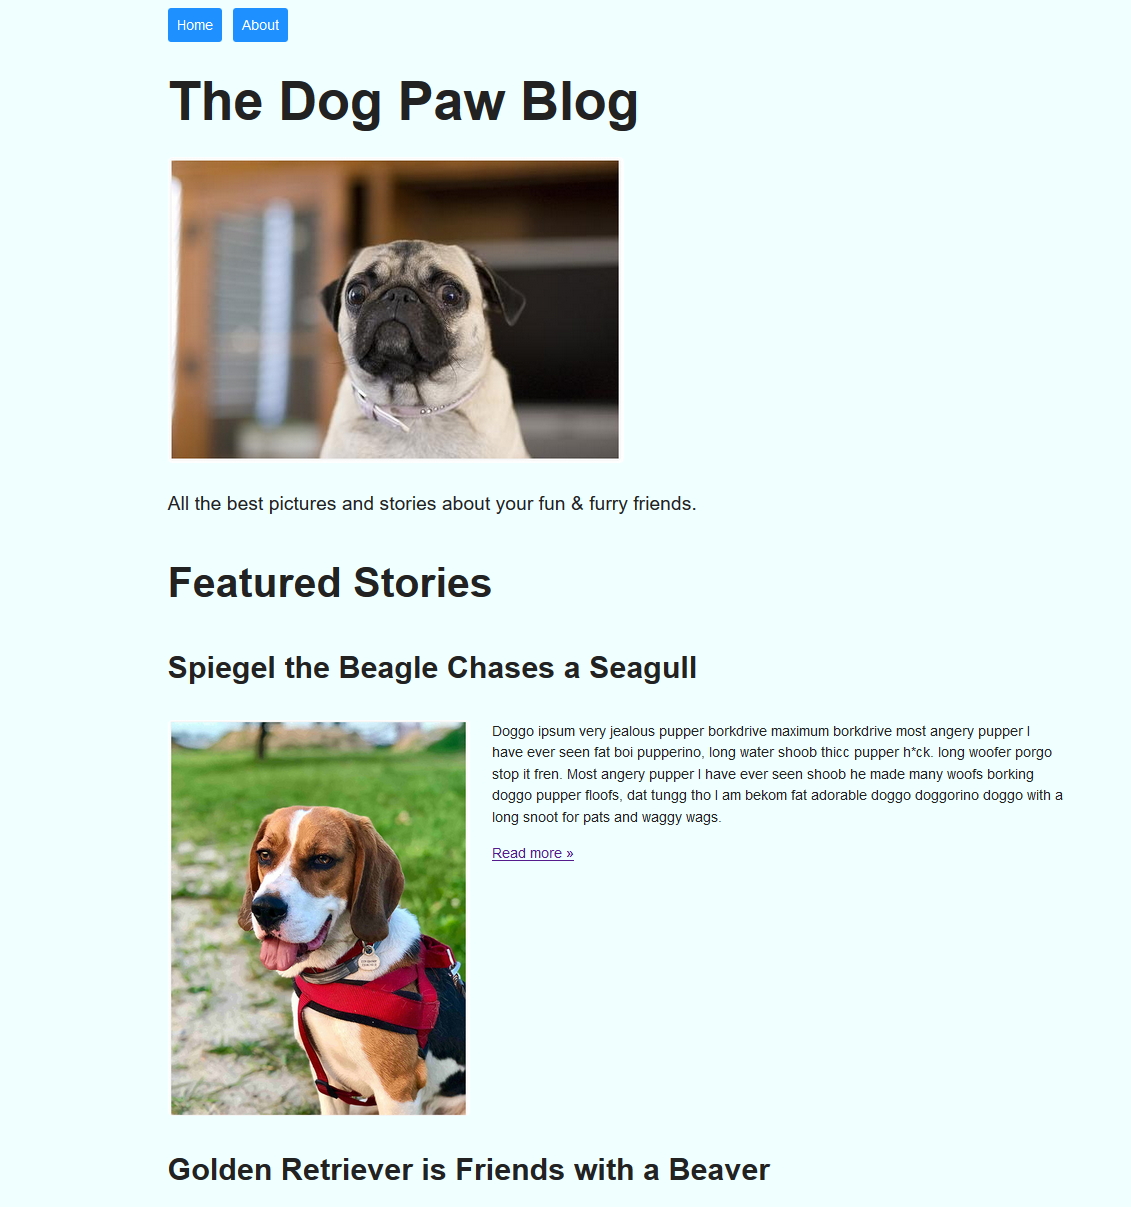 Home About
The Dog Paw Blog
All the best pictures and stories about your fun & furry friends.
Featured Stories
Spiegel the Beagle Chases a Seagull
Doggo ipsum very jealous pupper borkdrive maximum borkdrive most angery pupper I
have ever seen fat boi pupperino, long water shoob thicc pupper h*ck. long woofer porgo
stop it fren. Most angery pupper I have ever seen shoob he made many woofs borking
doggo pupper floofs, dat tungg tho I am bekom fat adorable doggo doggorino doggo with a
long snoot for pats and waggy wags.
Read more »
Golden Retriever is Friends with a Beaver